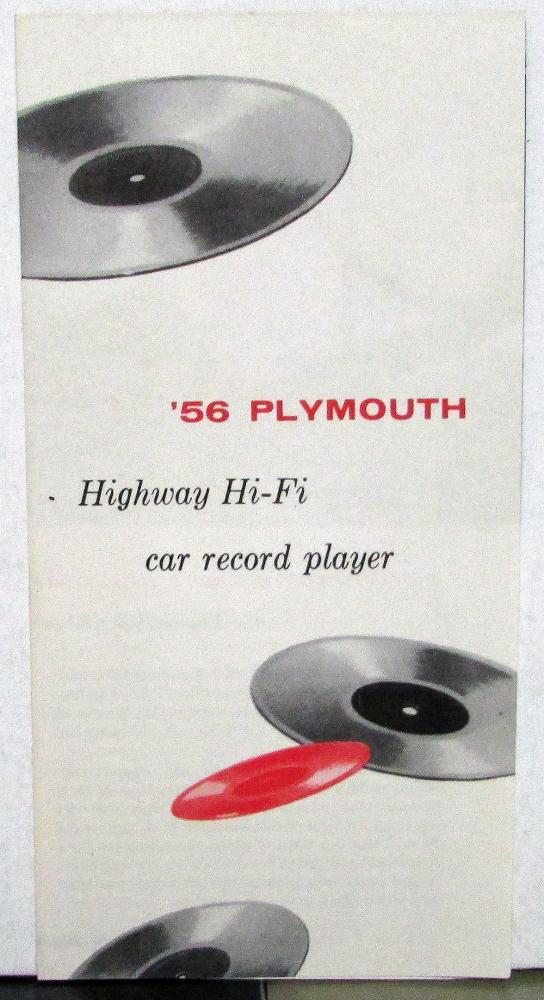 '56 PLYMOUTH
Highway Hi-Fi
car record player